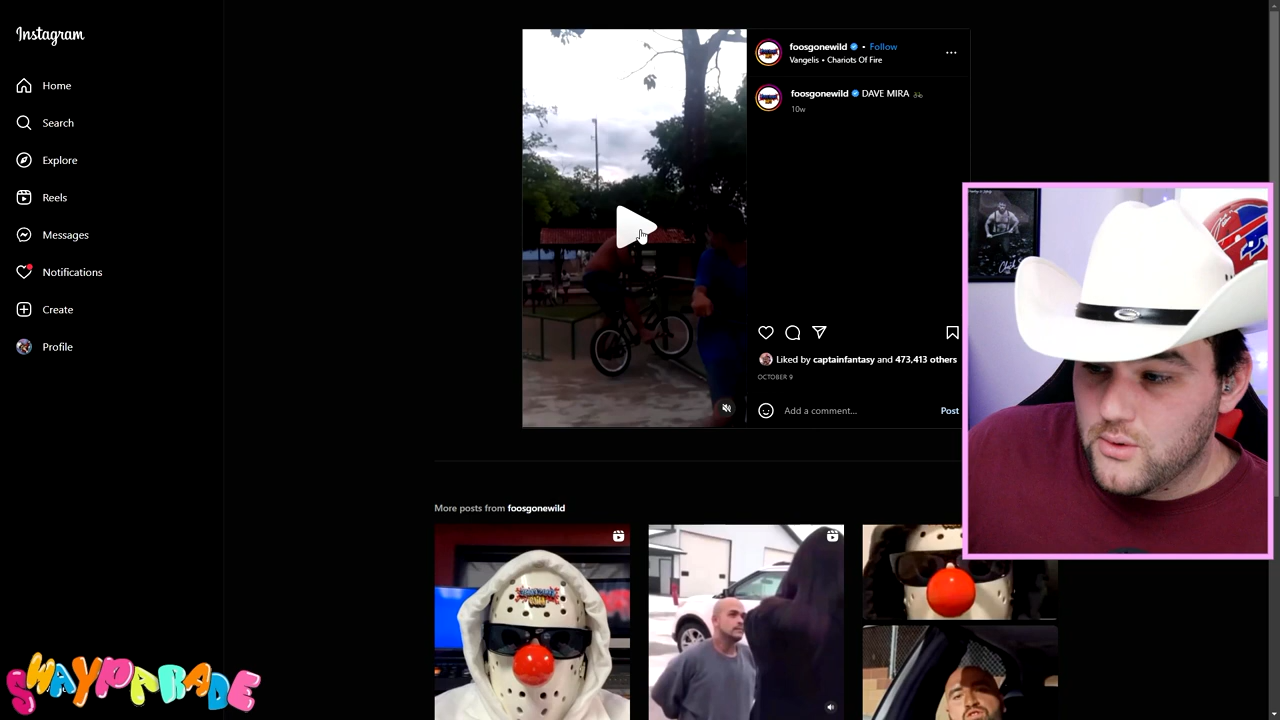 Instagram
Home
Search
Explore
Reels
Messages
Notifications
Create
Profile
foosgonewild • Follow
Vangelis • Chariots Of Fire
foosgonewild DAVE MIRA
10w
Liked by captainfantasy and 473,413 others
OCTOBER 9
Add a comment...
Post
More posts from foosgonewild
SWAYPARADE